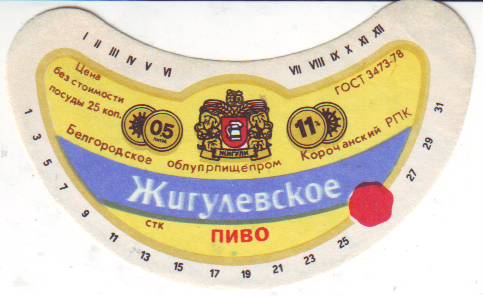 I II III IV V VI
VII VIII IX X XI XII
Цена
без стоимости
посуды 25 коп.
ГОСТ 3473-78
05
11%
ЖИГУЛИ
Белгородское облупрпищепром Корочанский РПК
Жигулевское
стк
ПИВО
1 3 5 7 9 11 13 15 17 19 21 23 25 27 29 31